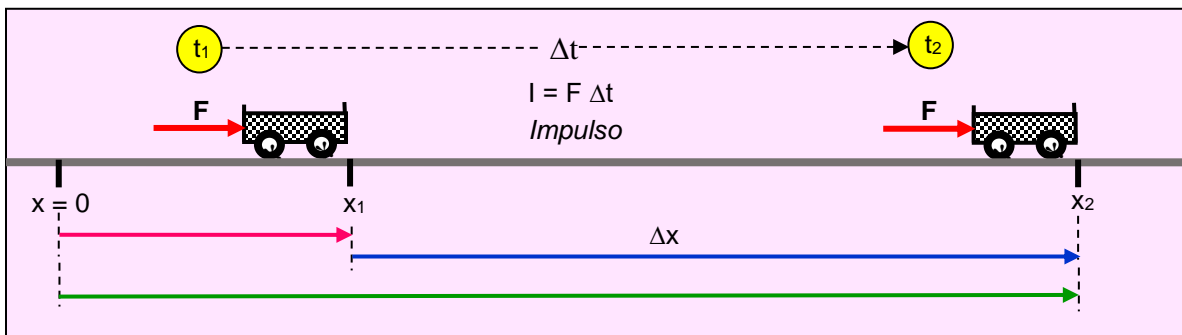 t₁ Δt t₂
I = F Δt
F Impulso F
x = 0 x₁ x₂
Δx